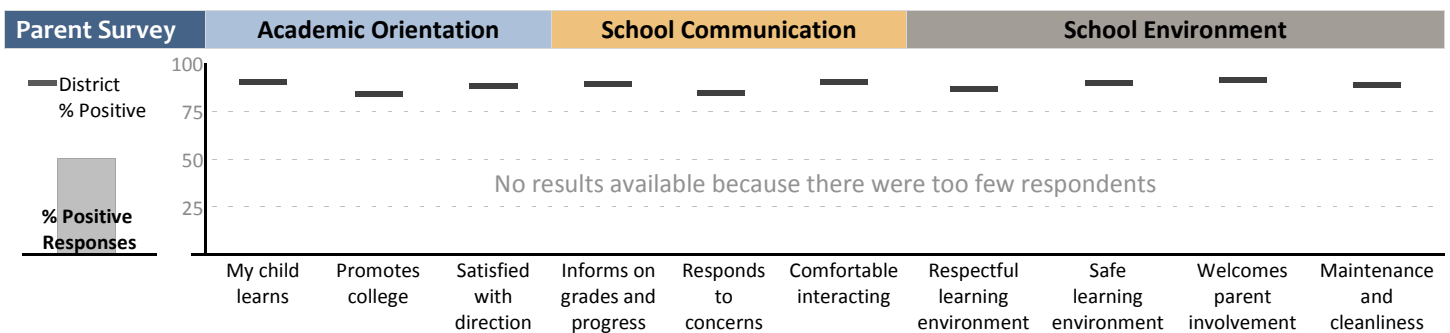 Parent Survey
Academic Orientation
School Communication
School Environment
District
% Positive
% Positive
Responses
100
75
50
25
No results available because there were too few respondents
My child
learns
Promotes
college
Satisfied
with
direction
Informs on
grades and
progress
Responds
to
concerns
Comfortable
interacting
Respectful
learning
environment
Safe
learning
environment
Welcomes
parent
involvement
Maintenance
and
cleanliness